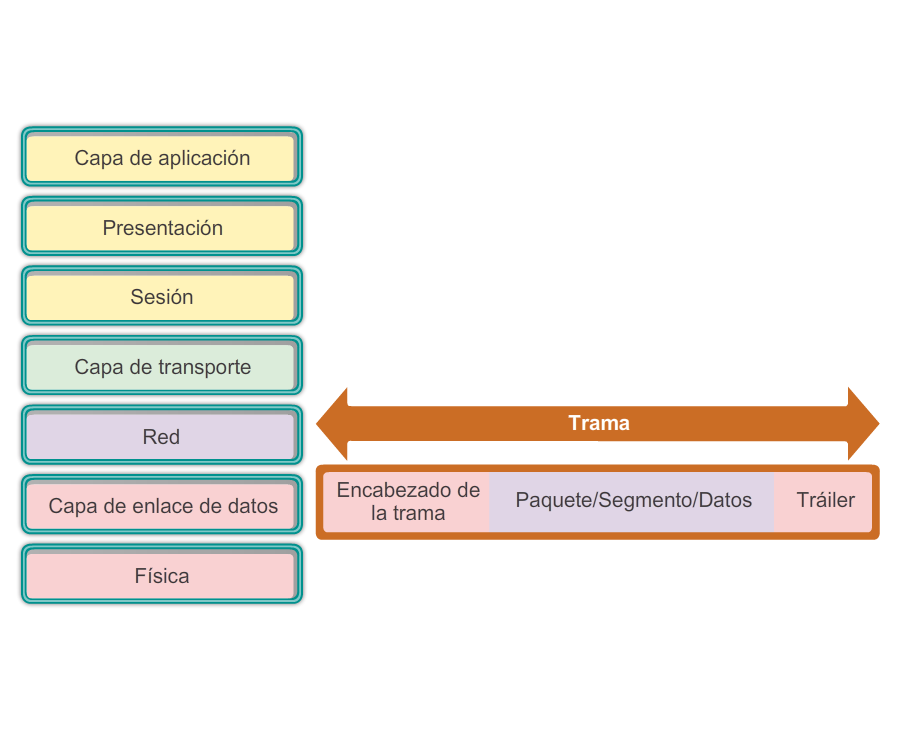 Capa de aplicación
Presentación
Sesión
Capa de transporte
Red
Capa de enlace de datos
Física
Trama
Encabezado de
la trama
Paquete/Segmento/Datos
Tráiler